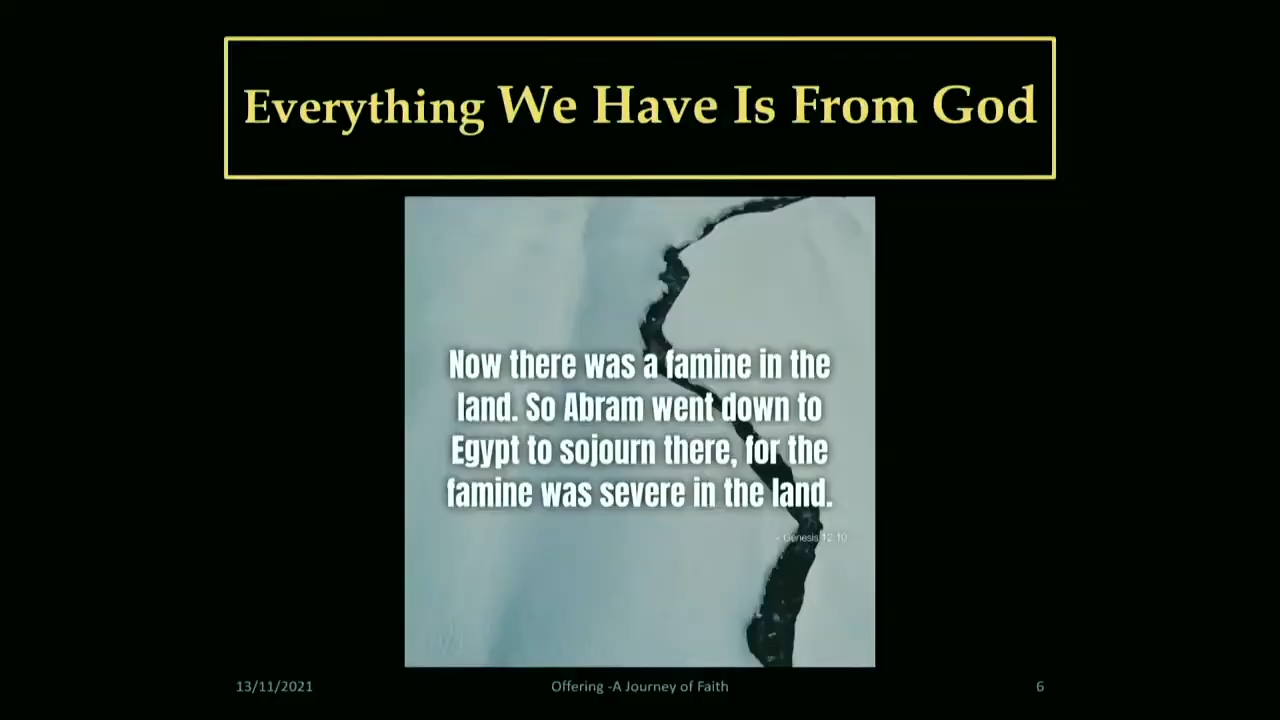 Everything We Have Is From God
Now there was a famine in the
land. So Abram went down to
Egypt to sojourn there, for the
famine was severe in the land.
- Genesis 12:10
13/11/2021
Offering -A Journey of Faith
6